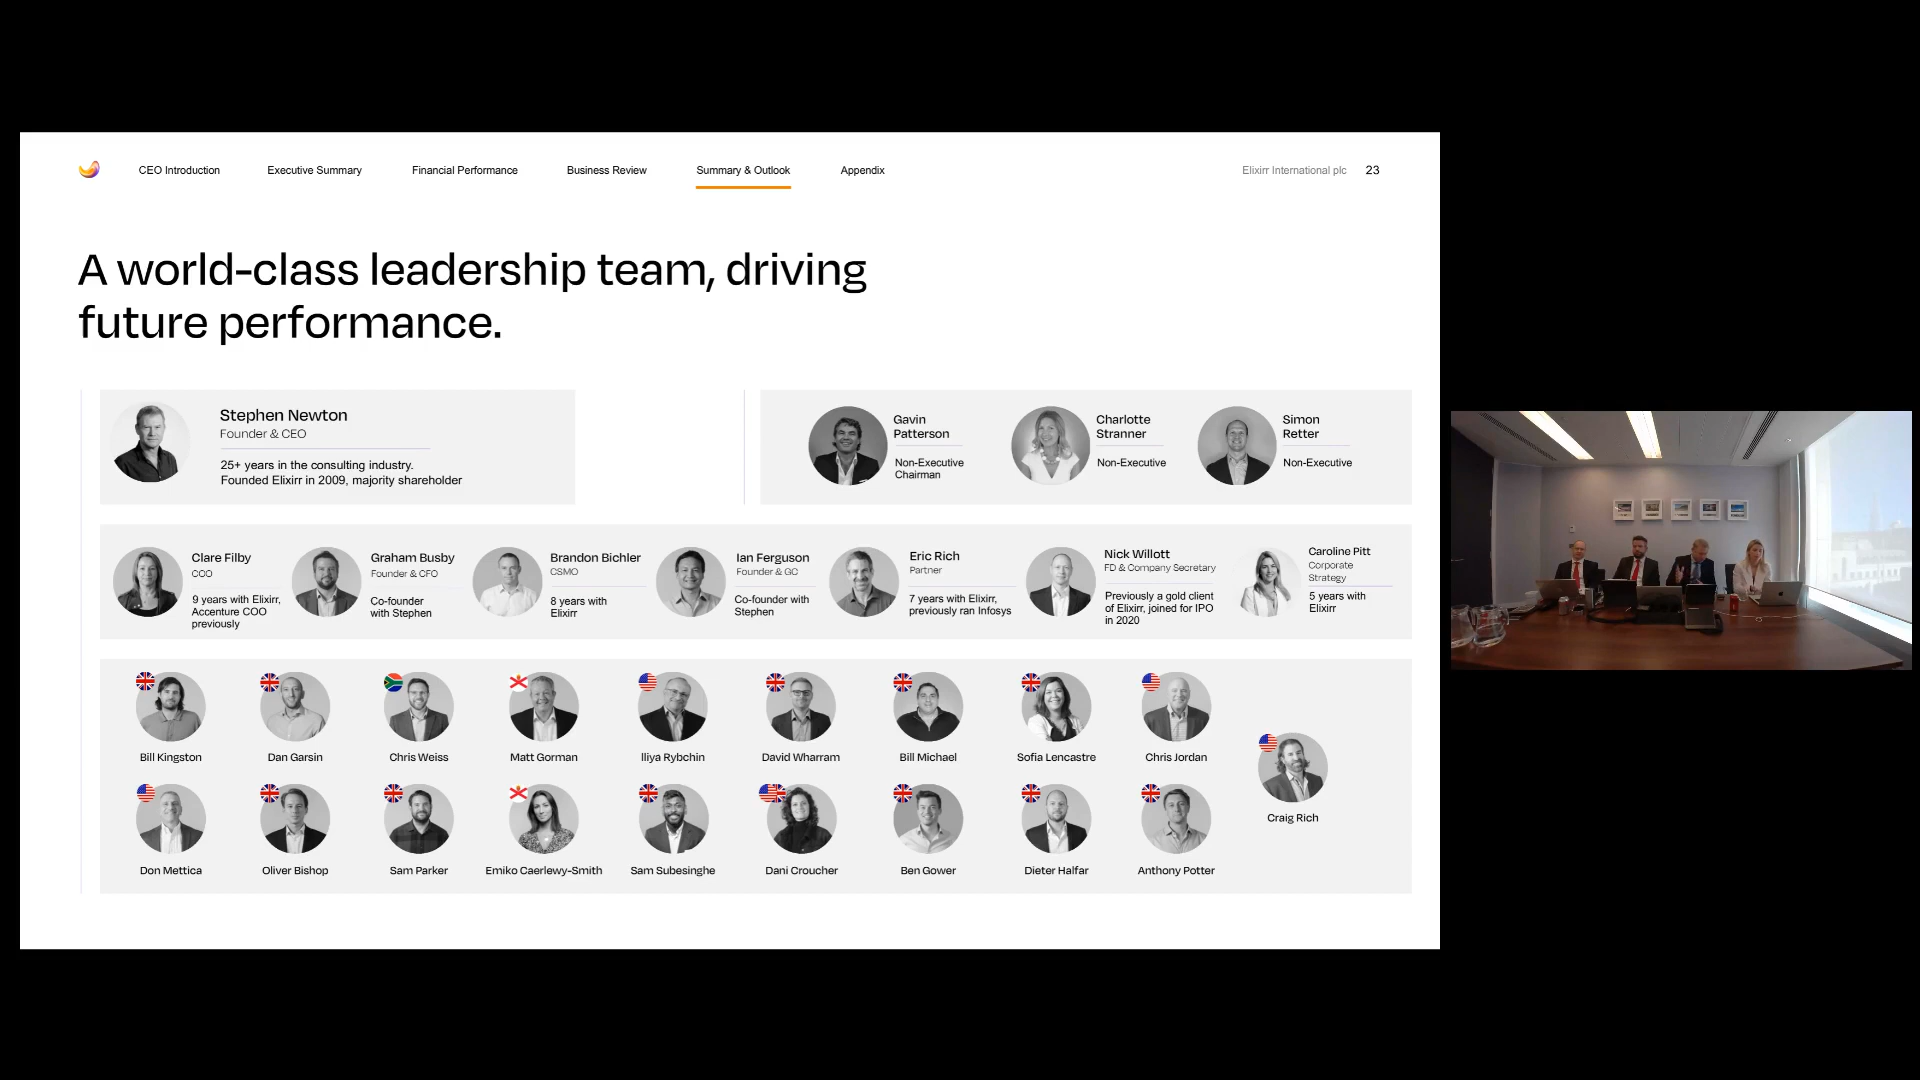 CEO Introduction
Executive Summary
Financial Performance
Business Review
Summary & Outlook
Appendix
Elixirr International plc
23
A world-class leadership team, driving
future performance.
Stephen Newton
Founder & CEO
25+ years in the consulting industry.
Founded Elixirr in 2009, majority shareholder
Gavin
Patterson
Non-Executive
Chairman
Charlotte
Stranner
Non-Executive
Simon
Retter
Non-Executive
Clare Filby
COO
9 years with Elixirr,
Accenture COO
previously
Graham Busby
Founder & CFO
Co-founder
with Stephen
Brandon Bichler
CSMO
8 years with
Elixirr
Ian Ferguson
Founder & GC
Co-founder with
Stephen
Eric Rich
Partner
7 years with Elixirr,
previously ran Infosys
Nick Willott
FD & Company Secretary
Previously a gold client
of Elixirr, joined for IPO
in 2020
Caroline Pitt
Corporate
Strategy
5 years with
Elixirr
Bill Kingston
Dan Garsin
Chris Weiss
Matt Gorman
Iliya Rybchin
David Wharram
Bill Michael
Sofia Lencastre
Chris Jordan
Craig Rich
Don Mettica
Oliver Bishop
Sam Parker
Emiko Caerlewy-Smith
Sam Subesinghe
Dani Croucher
Ben Gower
Dieter Halfar
Anthony Potter